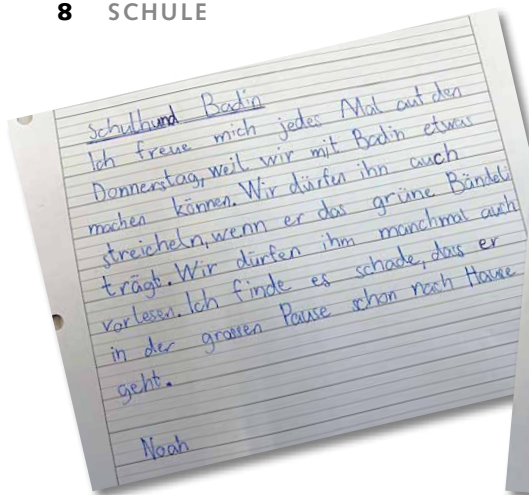 8 SCHULE
Schulhund Badin
Ich freue mich jedes Mal auf den
Donnerstag, weil wir mit Badin etwas
machen können. Wir dürfen ihn auch
streicheln, wenn er das grüne Bändeli
trägt. Wir dürfen ihm manchmal auch
vorlesen. Ich finde es schade, dass er
in der grossen Pause schon nach Hause
geht.
Noah